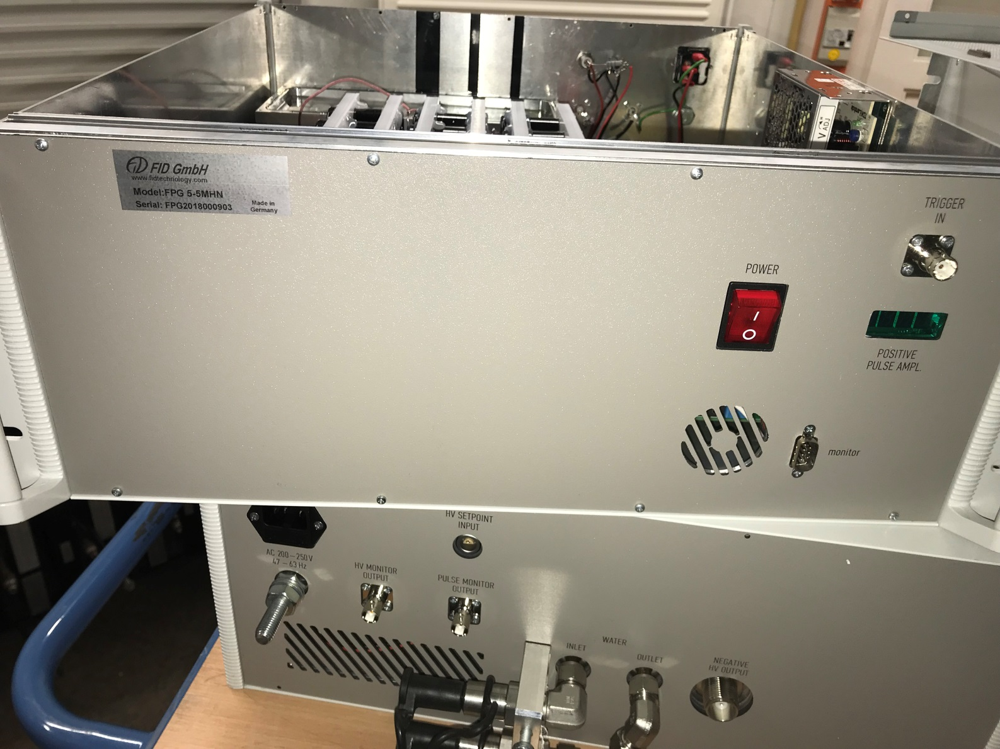 V ADJ
FID GmbH
www.fidtechnology.com
Model:FPG 5-5MHN
Serial: FPG2018000903
Made in
Germany
TRIGGER
IN
POWER
I
O
POSITIVE
PULSE AMPL.
monitor
HV SETPOINT
INPUT
AC 200-250V
47 - 63 Hz
HV MONITOR
OUTPUT
PULSE MONITOR
OUTPUT
WATER
INLET
OUTLET
NEGATIVE
HV OUTPUT